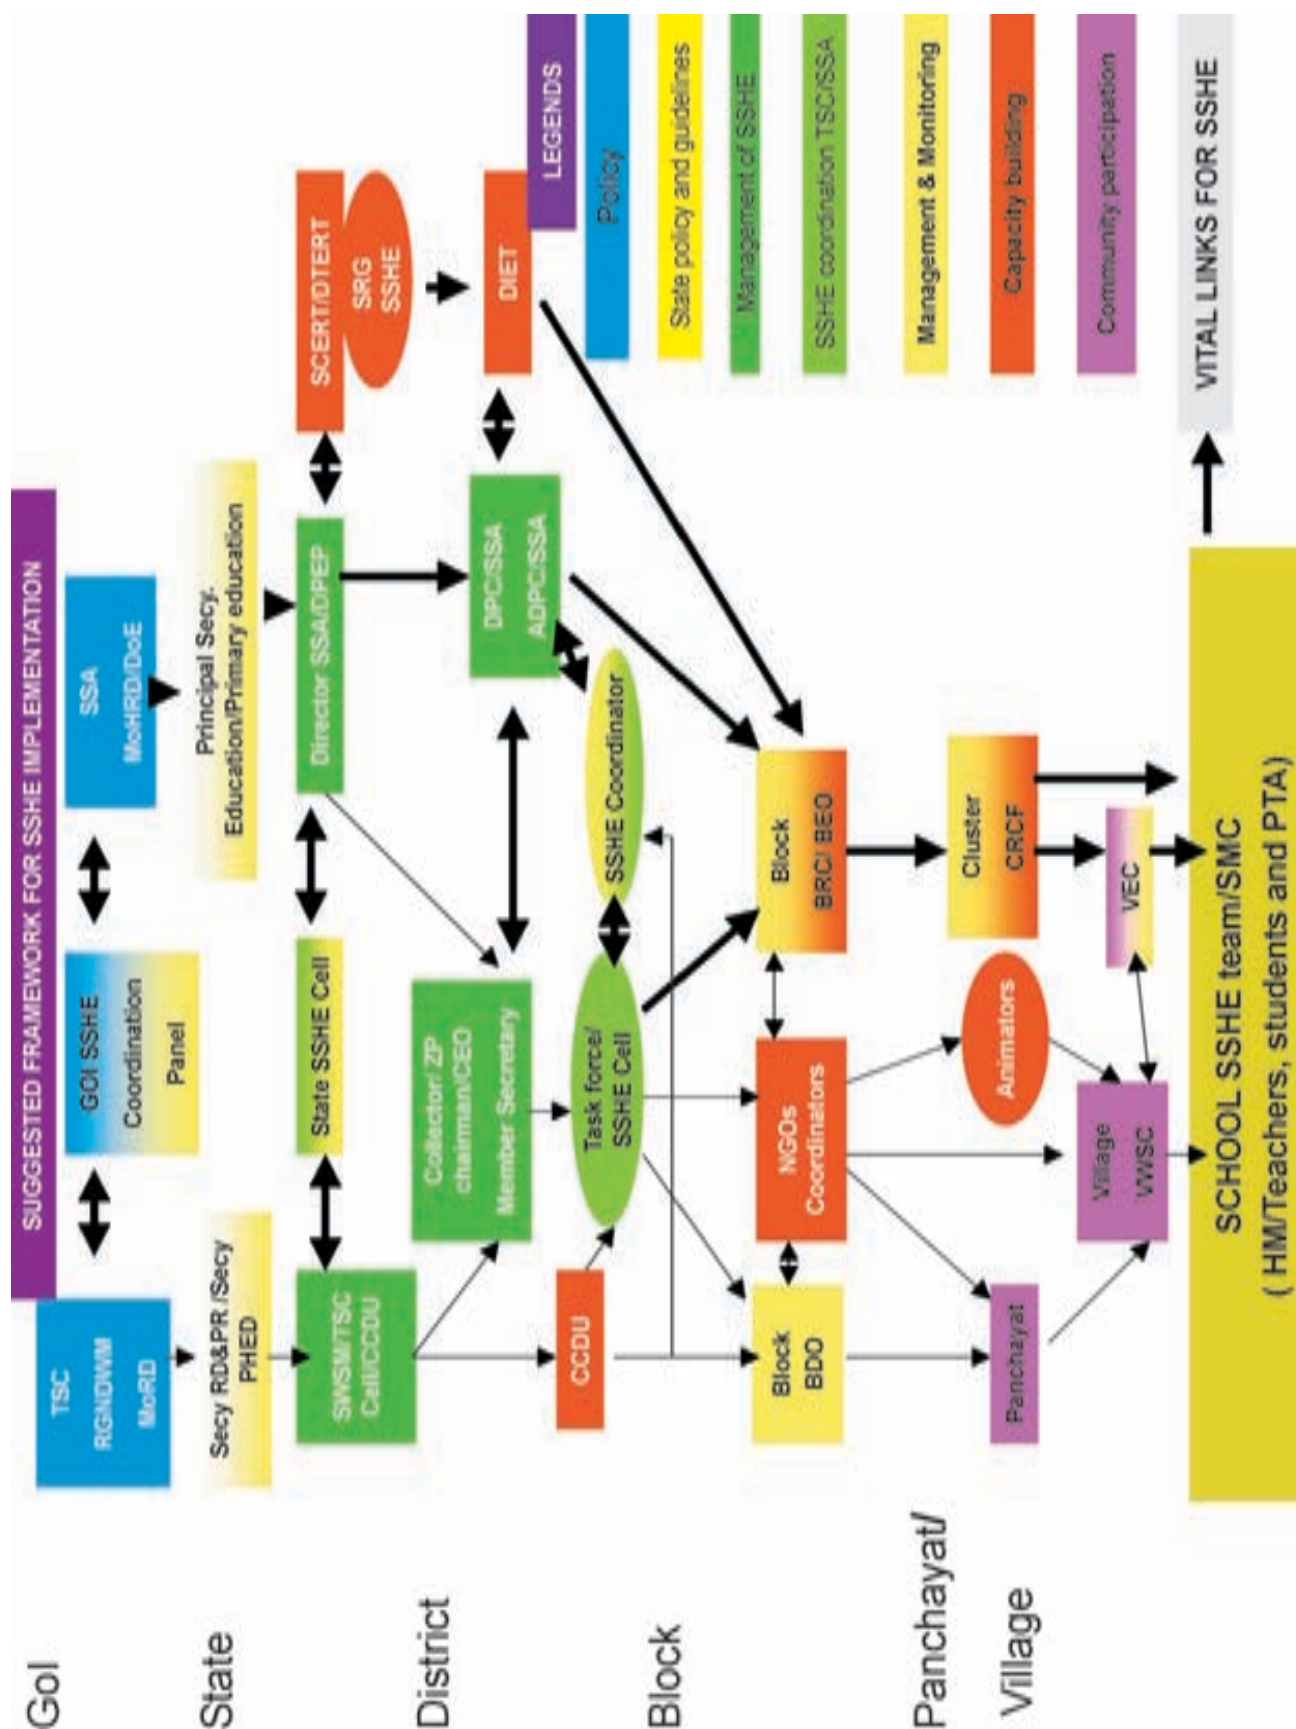 SUGGESTED FRAMEWORK FOR SSHE IMPLEMENTATION
GoI
TSC
RGNDWM
MoRD
GOI SSHE
Coordination
Panel
SSA
MoHRD/DoE
State
Secy RD&PR /Secy
PHED
Principal Secy.
Education/Primary education
SWSM/TSC
Cell/CCDU
State SSHE Cell
Director SSA/DPEP
SCERT/DTERT
SRG
SSHE
District
Collector/ ZP
chairman/CEO
Member Secretary
DPC/SSA
ADPC/SSA
DIET
CCDU
Task force/
SSHE Cell
SSHE Coordinator
Block
Block
BDO
NGOs
Coordinators
Block
BRC/ BEO
Panchayat/
Village
Panchayat
Animators
Cluster
CRCF
Village
VWSC
VEC
SCHOOL SSHE team/SMC
( HM/Teachers, students and PTA)
LEGENDS
Policy
State policy and guidelines
Management of SSHE
SSHE coordination TSC/SSA
Management & Monitoring
Capacity building
Community participation
VITAL LINKS FOR SSHE